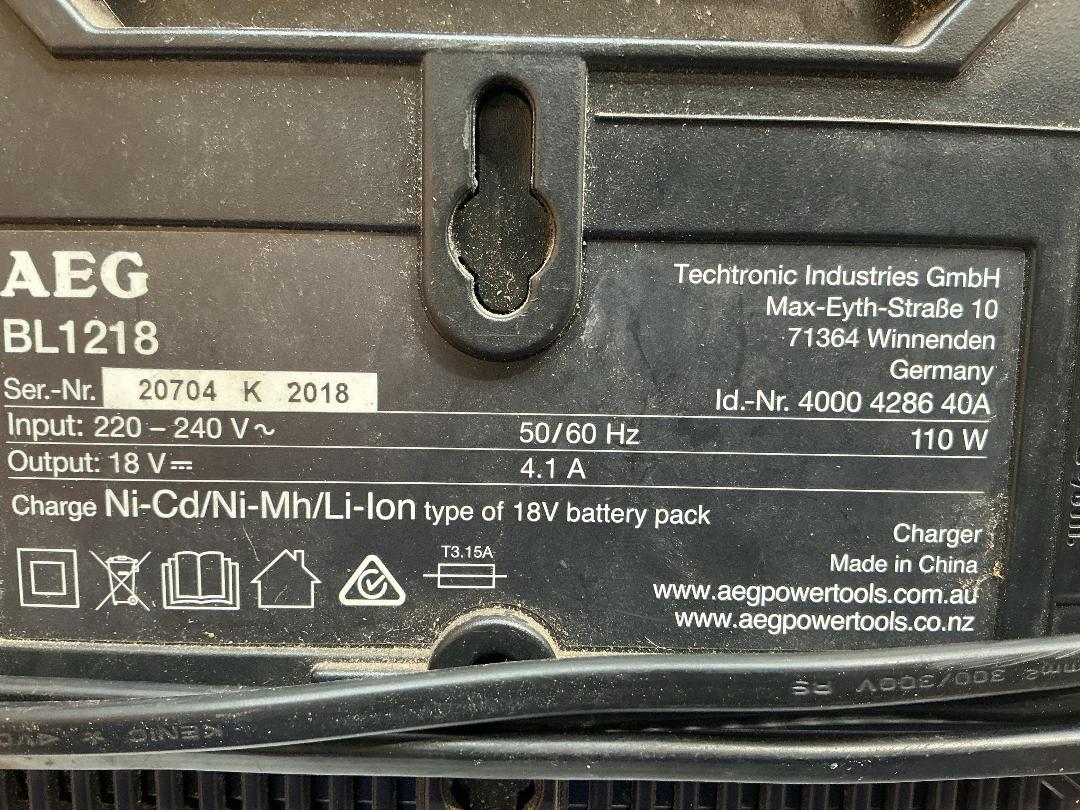 AEG
BL1218
Ser.-Nr. 20704 K 2018
Techtronic Industries GmbH
Max-Eyth-Straße 10
71364 Winnenden
Germany
Id.-Nr. 4000 4286 40A
Input: 220 – 240 V~ 50/60 Hz 110 W
Output: 18 V⎓ 4.1 A
Charge Ni-Cd/Ni-Mh/Li-Ion type of 18V battery pack
T3.15A
Charger
Made in China
www.aegpowertools.com.au
www.aegpowertools.co.nz
300/300V
KENIC